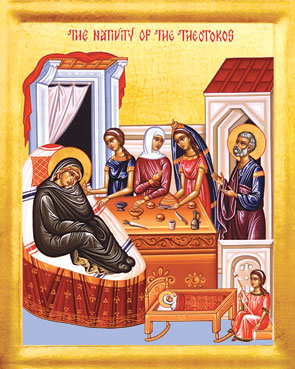 THE NATIVITY OF THE THEOTOKOS